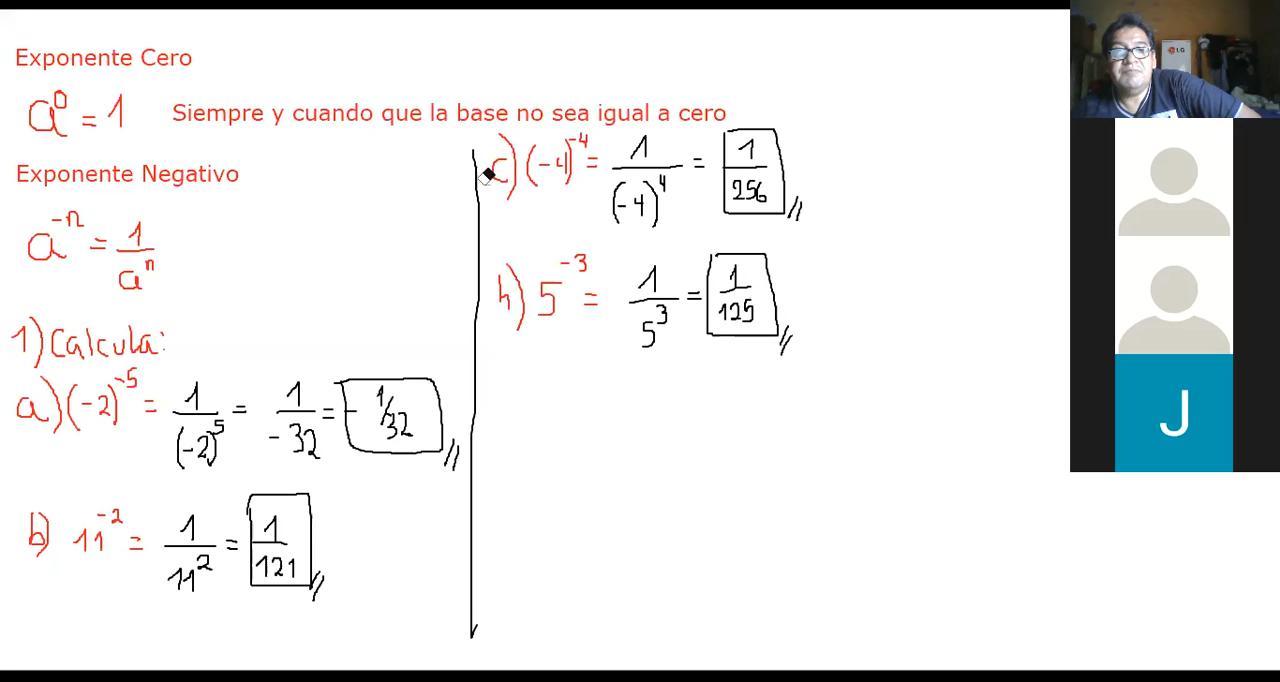 Exponente Cero
a⁰ = 1
Siempre y cuando que la base no sea igual a cero
Exponente Negativo
a⁻ⁿ = 1/aⁿ
1) Calcula:
a) (-2)⁻⁵ = 1/(-2)⁵ = 1/-32 = - 1/32
b) 11⁻² = 1/11² = 1/121
c) (-4)⁻⁴ = 1/(-4)⁴ = 1/256
h) 5⁻³ = 1/5³ = 1/125
LG
J